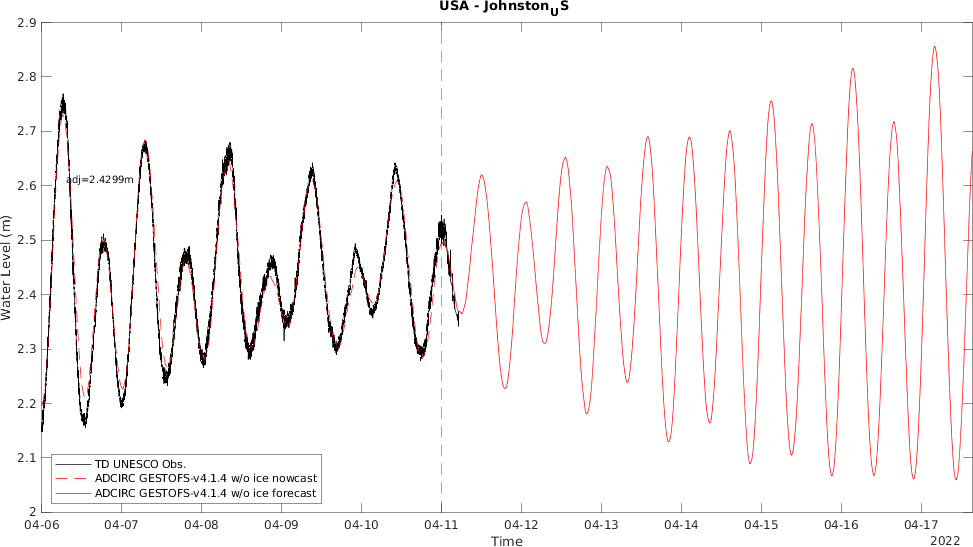 USA - Johnston_US
2.9
2.8
2.7
2.6
2.5
2.4
2.3
2.2
2.1
2
Water Level (m)
adj=2.4299m
TD UNESCO Obs.
ADCIRC GESTOFS-v4.1.4 w/o ice nowcast
ADCIRC GESTOFS-v4.1.4 w/o ice forecast
04-06 04-07 04-08 04-09 04-10 04-11 04-12 04-13 04-14 04-15 04-16 04-17
Time
2022